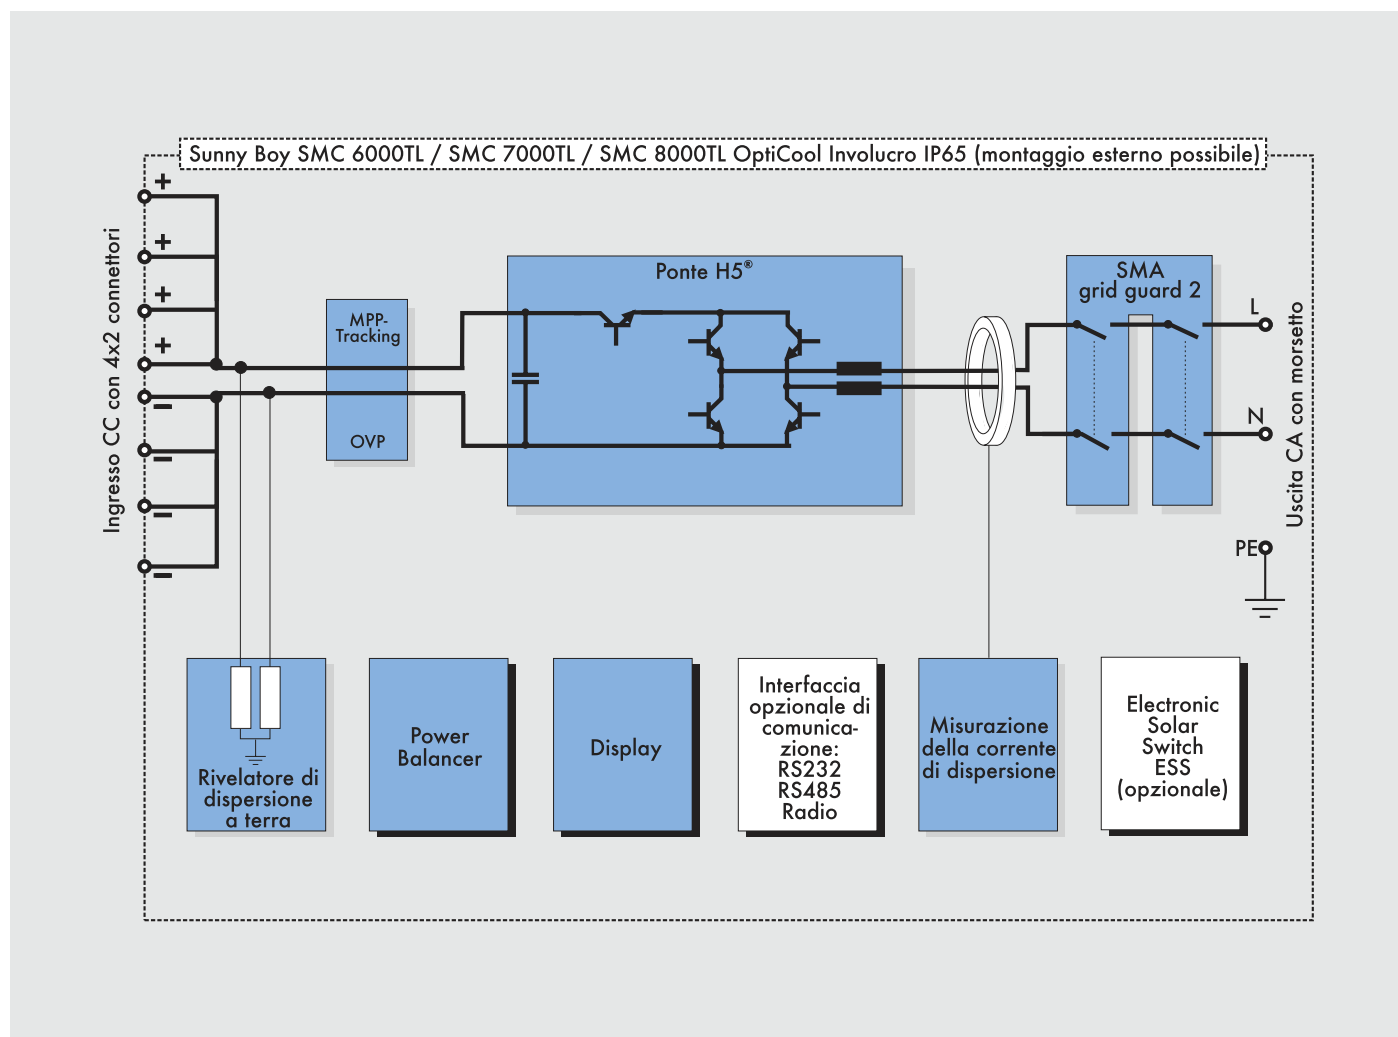 Sunny Boy SMC 6000TL / SMC 7000TL / SMC 8000TL OptiCool Involucro IP65 (montaggio esterno possibile)
Ingresso CC con 4x2 connettori
+
+
+
+
−
−
−
−
MPP-
Tracking
OVP
Ponte H5®
SMA
grid guard 2
L
N
PE
Uscita CA con morsetto
Rivelatore di
dispersione
a terra
Power
Balancer
Display
Interfaccia
opzionale di
comunica-
zione:
RS232
RS485
Radio
Misurazione
della corrente
di dispersione
Electronic
Solar
Switch
ESS
(opzionale)